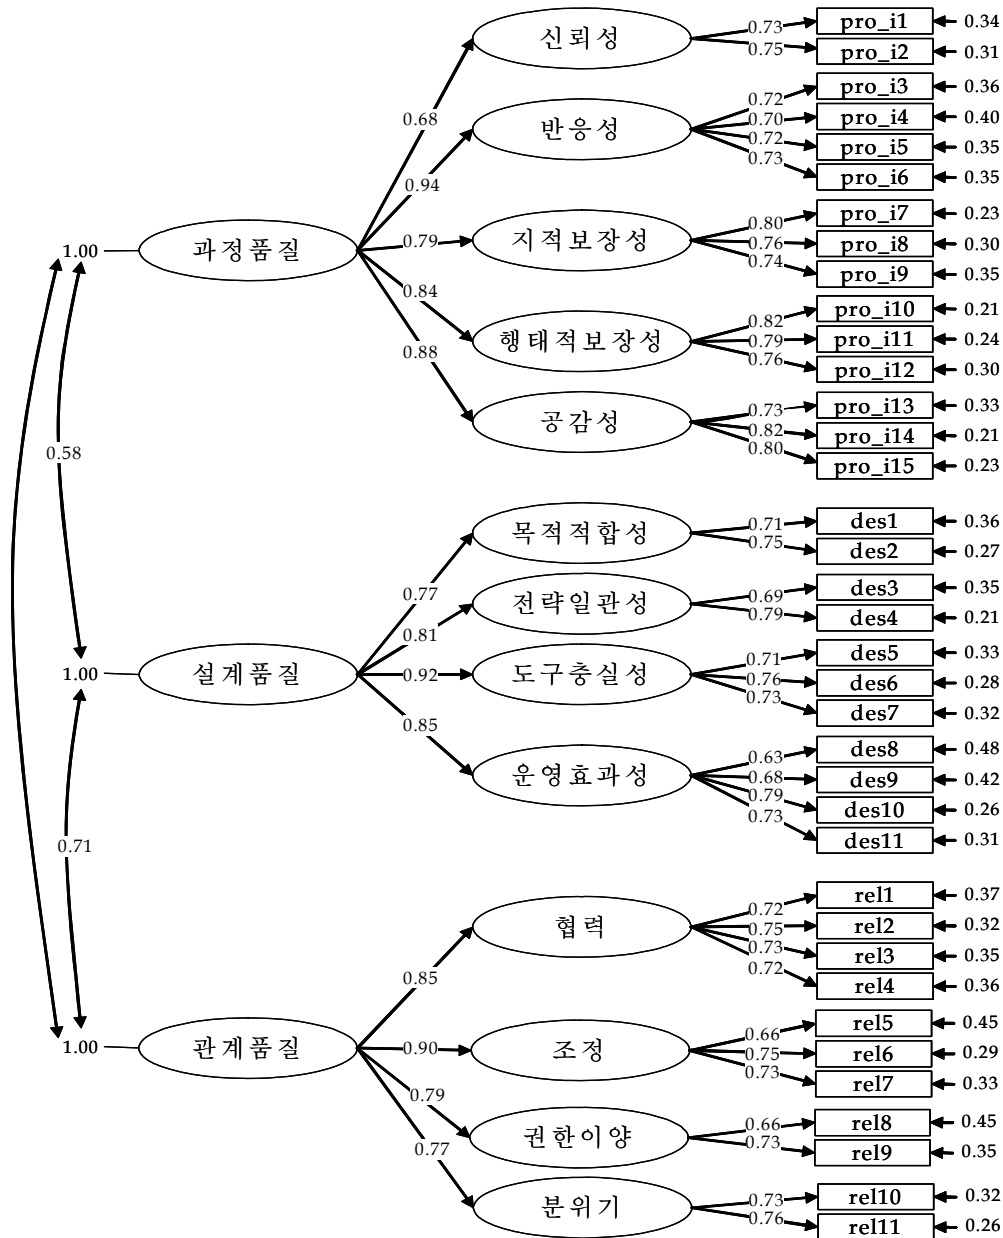 신뢰성
0.73
pro_i1
0.34
0.75
pro_i2
0.31
0.68
반응성
0.72
pro_i3
0.36
0.70
pro_i4
0.40
0.72
pro_i5
0.35
0.73
pro_i6
0.35
0.94
1.00
과정품질
0.79
지적보장성
0.80
pro_i7
0.23
0.76
pro_i8
0.30
0.74
pro_i9
0.35
0.84
행태적보장성
0.82
pro_i10
0.21
0.79
pro_i11
0.24
0.76
pro_i12
0.30
0.88
공감성
0.73
pro_i13
0.33
0.82
pro_i14
0.21
0.80
pro_i15
0.23
0.58
목적적합성
0.71
des1
0.36
0.75
des2
0.27
0.77
전략일관성
0.69
des3
0.35
0.79
des4
0.21
0.81
1.00
설계품질
0.92
도구충실성
0.71
des5
0.33
0.76
des6
0.28
0.73
des7
0.32
0.85
운영효과성
0.63
des8
0.48
0.68
des9
0.42
0.79
des10
0.26
0.73
des11
0.31
0.71
협력
0.72
rel1
0.37
0.75
rel2
0.32
0.73
rel3
0.35
0.72
rel4
0.36
0.85
1.00
관계품질
0.90
조정
0.66
rel5
0.45
0.75
rel6
0.29
0.73
rel7
0.33
0.79
권한이양
0.66
rel8
0.45
0.73
rel9
0.35
0.77
분위기
0.73
rel10
0.32
0.76
rel11
0.26